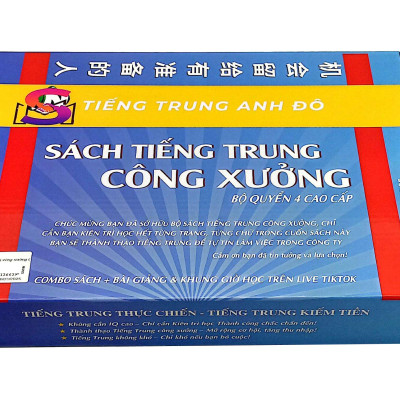 机会留给有准备的人
TIẾNG TRUNG ANH ĐÔ
SÁCH TIẾNG TRUNG
CÔNG XƯỞNG
BỘ QUYỂN 4 CAO CẤP
CHÚC MỪNG BẠN ĐÃ SỞ HỮU BỘ SÁCH TIẾNG TRUNG CÔNG XƯỞNG, CHỈ
CẦN BẠN KIÊN TRÌ HỌC HẾT TỪNG TRANG, TỪNG CHỮ TRONG CUỐN SÁCH NÀY
BẠN SẼ THÀNH THẠO TIẾNG TRUNG ĐỂ TỰ TIN LÀM VIỆC TRONG CÔNG TY.
Cảm ơn bạn đã tin tưởng và lựa chọn!
COMBO SÁCH + BÀI GIẢNG & KHUNG GIỜ HỌC TRÊN LIVE TIKTOK
TIẾNG TRUNG THỰC CHIẾN - TIẾNG TRUNG KIẾM TIỀN
Không cần IQ cao - Chỉ cần Kiên trì học, Thành công chắc chắn đến!
Thành thạo Tiếng Trung công xưởng - Mở rộng cơ hội, tăng thu nhập!
Tiếng Trung không khó - Chỉ khó nếu bạn bỏ cuộc!